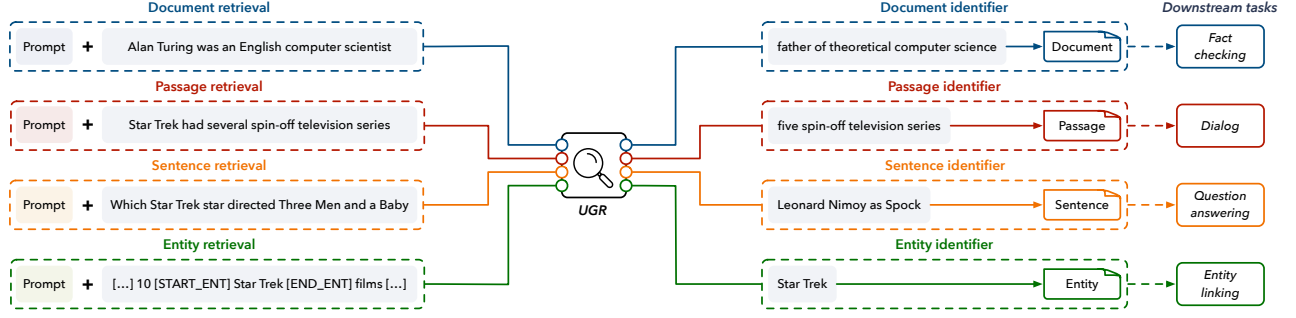 Document retrieval
Document identifier
Downstream tasks
Prompt + Alan Turing was an English computer scientist
father of theoretical computer science
Document
Fact
checking
Passage retrieval
Passage identifier
Prompt + Star Trek had several spin-off television series
five spin-off television series
Passage
Dialog
Sentence retrieval
Sentence identifier
Prompt + Which Star Trek star directed Three Men and a Baby
UGR
Leonard Nimoy as Spock
Sentence
Question
answering
Entity retrieval
Entity identifier
Prompt + [...] 10 [START_ENT] Star Trek [END_ENT] films [...]
Star Trek
Entity
Entity
linking